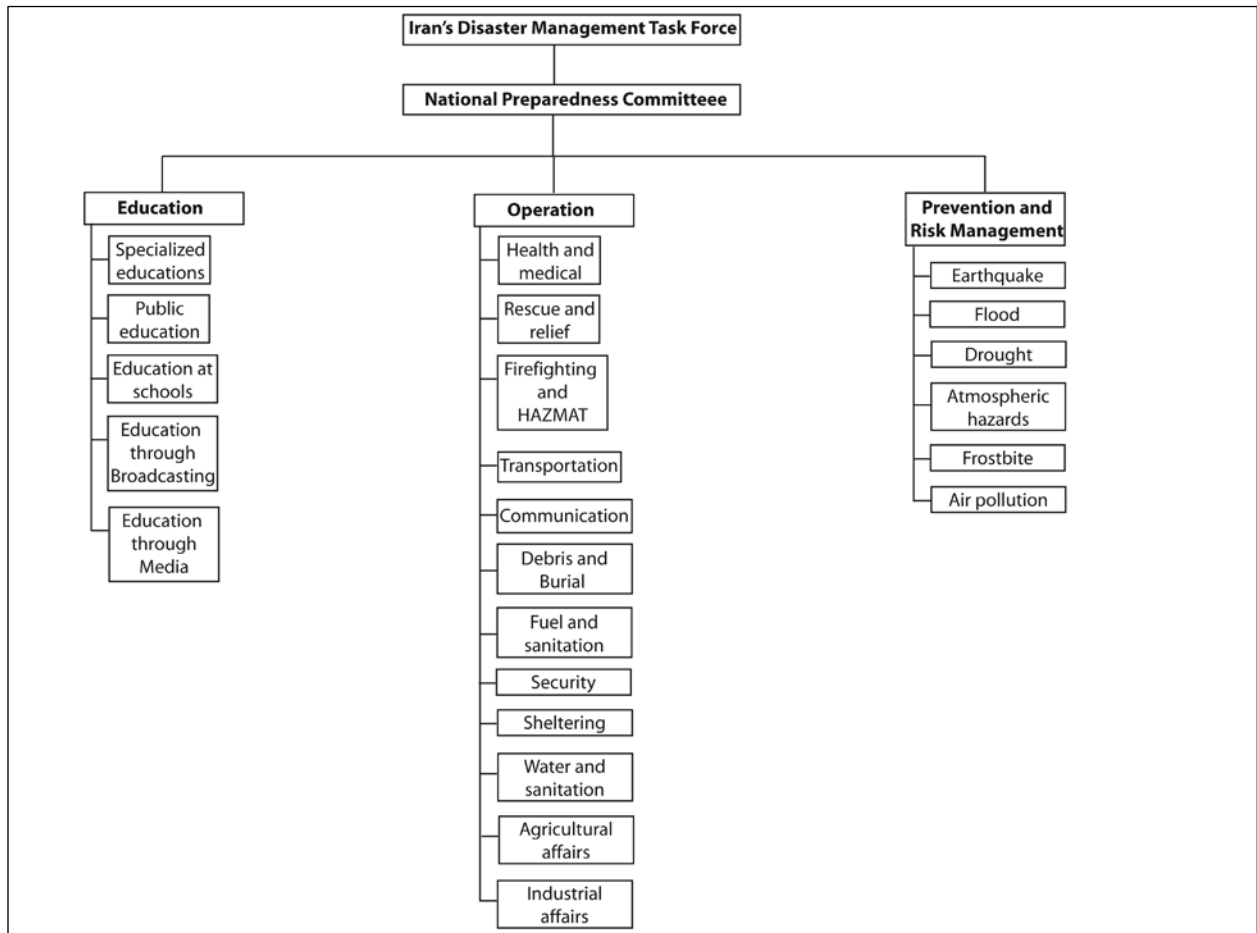 Iran's Disaster Management Task Force
National Preparedness Committeee
Education
Specialized
educations
Public
education
Education at
schools
Education
through
Broadcasting
Education
through
Media
Operation
Health and
medical
Rescue and
relief
Firefighting
and
HAZMAT
Transportation
Communication
Debris and
Burial
Fuel and
sanitation
Security
Sheltering
Water and
sanitation
Agricultural
affairs
Industrial
affairs
Prevention and
Risk Management
Earthquake
Flood
Drought
Atmospheric
hazards
Frostbite
Air pollution